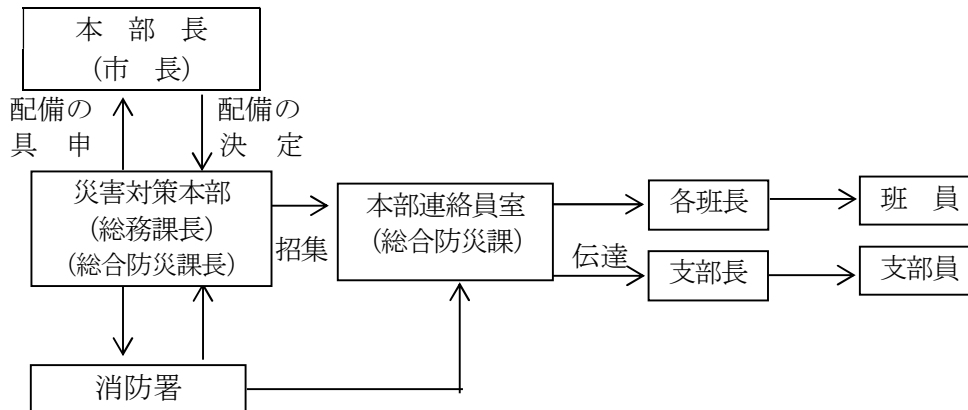 本 部 長
(市 長)
配備の
具 申
配備の
決 定
災害対策本部
(総務課長)
(総合防災課長)
招集
本部連絡員室
(総合防災課)
伝達
各班長
班 員
支部長
支部員
消防署